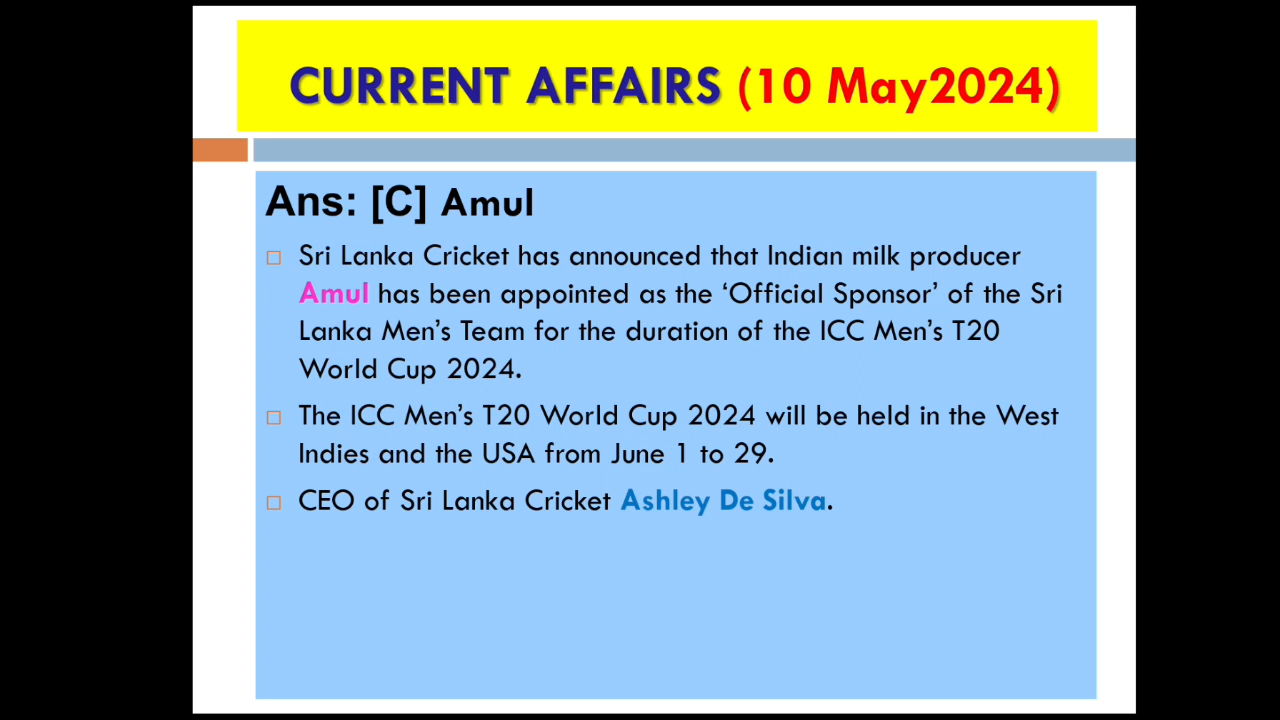 CURRENT AFFAIRS (10 May2024)
Ans: [C] Amul
Sri Lanka Cricket has announced that Indian milk producer
Amul has been appointed as the ‘Official Sponsor’ of the Sri
Lanka Men’s Team for the duration of the ICC Men’s T20
World Cup 2024.
The ICC Men’s T20 World Cup 2024 will be held in the West
Indies and the USA from June 1 to 29.
CEO of Sri Lanka Cricket Ashley De Silva.